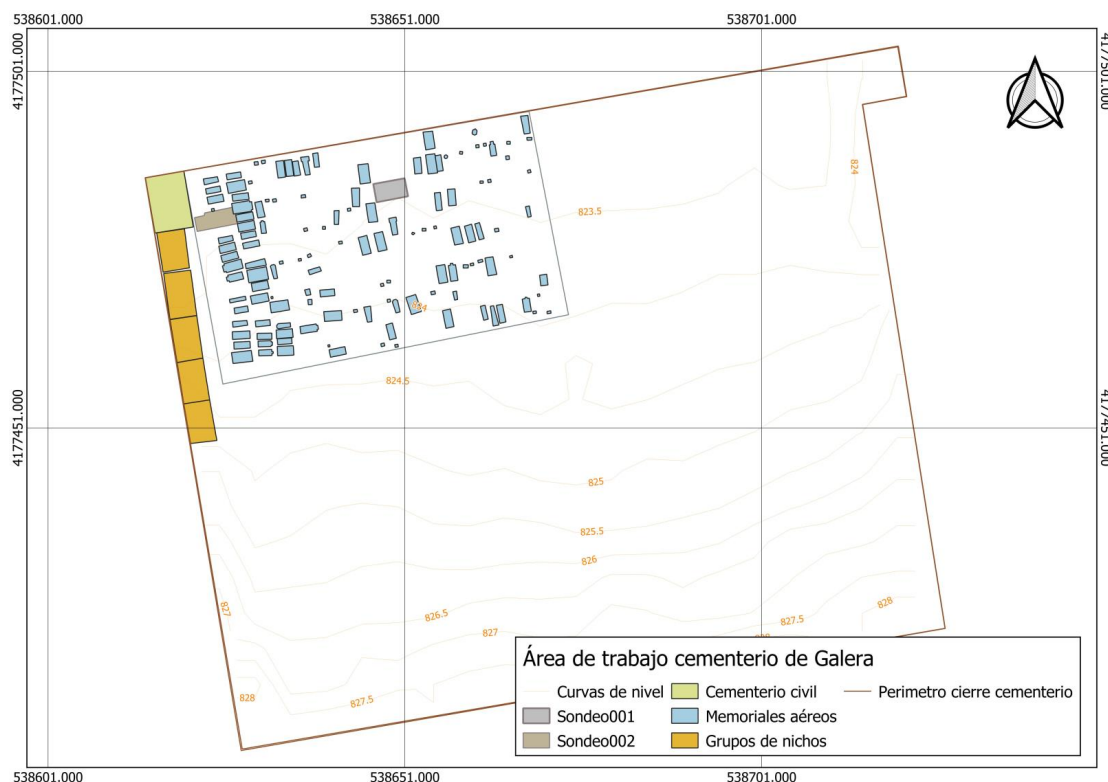 538601.000 538651.000 538701.000
4177501.000 4177501.000
824
823.5
824
824.5
4177451.000 4177451.000
825
825.5
826
827 826.5 827 827.5 828
828 827.5
Área de trabajo cementerio de Galera
Curvas de nivel Cementerio civil Perimetro cierre cementerio
Sondeo001 Memoriales aéreos
Sondeo002 Grupos de nichos
538601.000 538651.000 538701.000